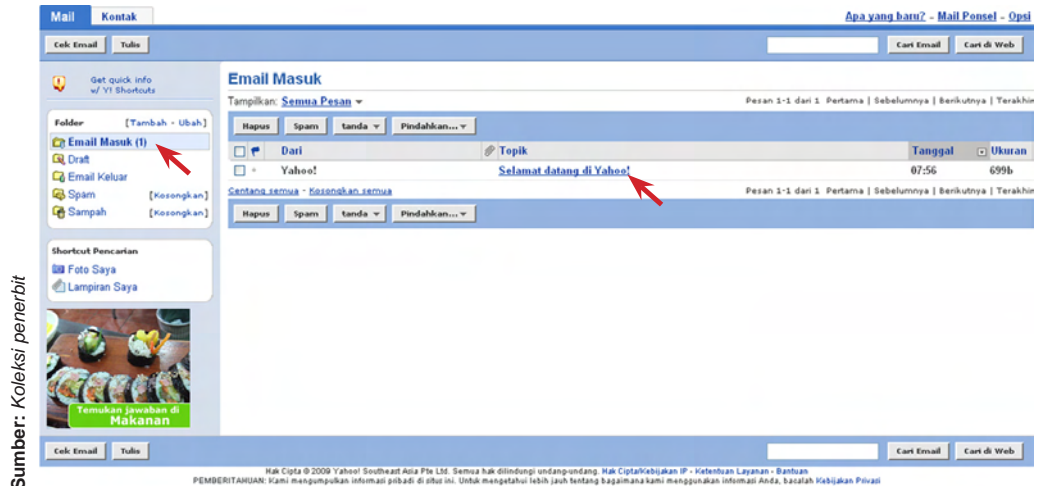 Mail Kontak
Apa yang baru? - Mail Ponsel - Opsi
Cek Email Tulis
Cari Email Cari di Web
Get quick info
w/ Y! Shortcuts
Folder [Tambah - Ubah]
Email Masuk (1)
Draft
Email Keluar
Spam [Kosongkan]
Sampah [Kosongkan]
Shortcut Pencarian
Foto Saya
Lampiran Saya
Temukan jawaban di
Makanan
Email Masuk
Tampilkan: Semua Pesan
Pesan 1-1 dari 1 Pertama | Sebelumnya | Berikutnya | Terakhir
Hapus Spam tanda Pindahkan...
Dari Topik Tanggal Ukuran
Yahoo! Selamat datang di Yahoo! 07:56 699b
Centang semua - Kosongkan semua
Pesan 1-1 dari 1 Pertama | Sebelumnya | Berikutnya | Terakhir
Hapus Spam tanda Pindahkan...
Cek Email Tulis
Cari Email Cari di Web
Hak Cipta © 2009 Yahoo! Southeast Asia Pte Ltd. Semua hak dilindungi undang-undang. Hak Cipta/Kebijakan IP - Ketentuan Layanan - Bantuan
PEMBERITAHUAN: Kami mengumpulkan informasi pribadi di situs ini. Untuk mengetahui lebih jauh tentang bagaimana kami menggunakan informasi Anda, bacalah Kebijakan Privasi
Sumber: Koleksi penerbit